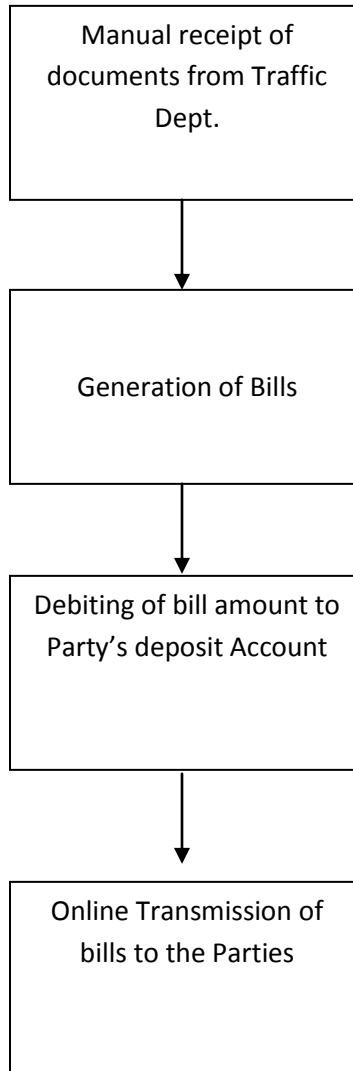 Manual receipt of
documents from Traffic
Dept.
Generation of Bills
Debiting of bill amount to
Party’s deposit Account
Online Transmission of
bills to the Parties